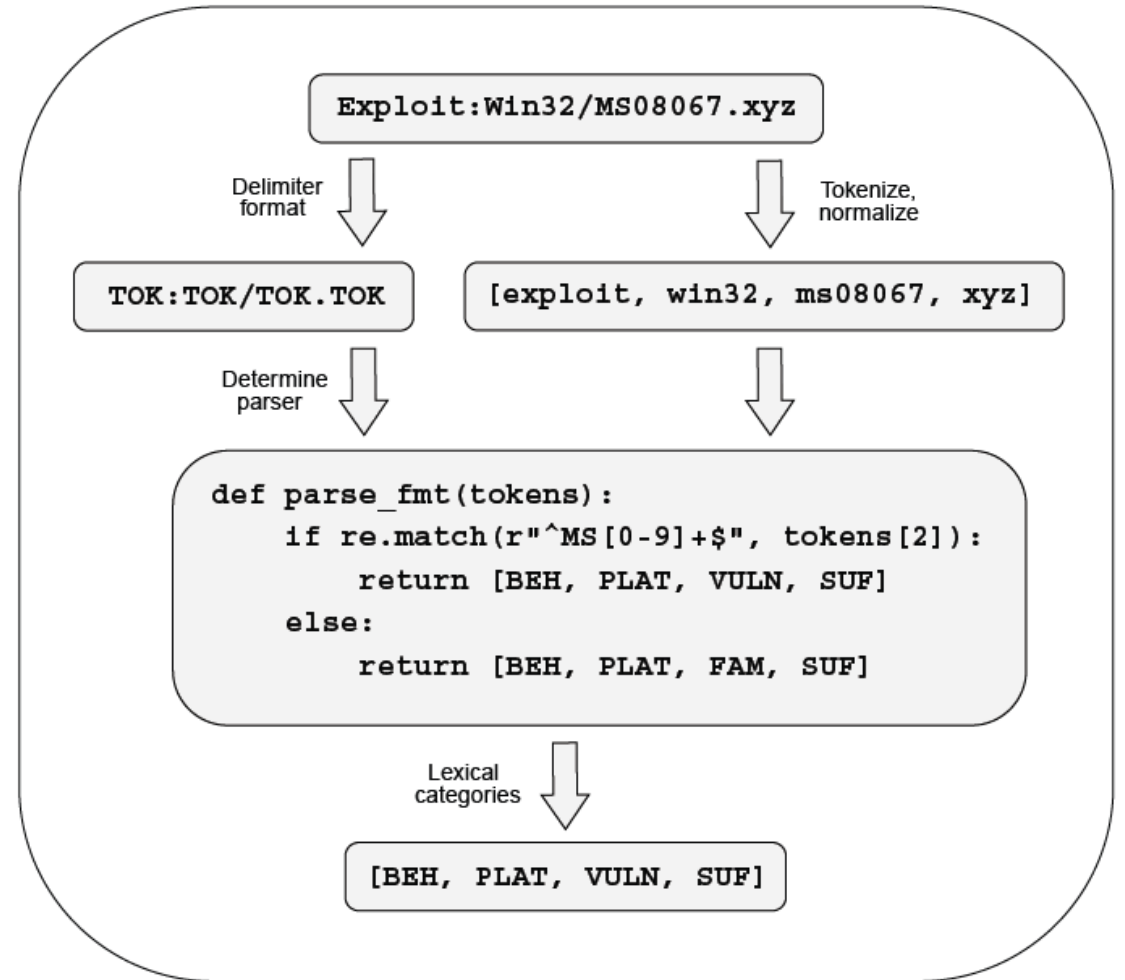 Exploit:Win32/MS08067.xyz
Delimiter
format
Tokenize,
normalize
TOK:TOK/TOK.TOK
[exploit, win32, ms08067, xyz]
Determine
parser
def parse_fmt(tokens):
    if re.match(r"^MS[0-9]+$", tokens[2]):
        return [BEH, PLAT, VULN, SUF]
    else:
        return [BEH, PLAT, FAM, SUF]
Lexical
categories
[BEH, PLAT, VULN, SUF]